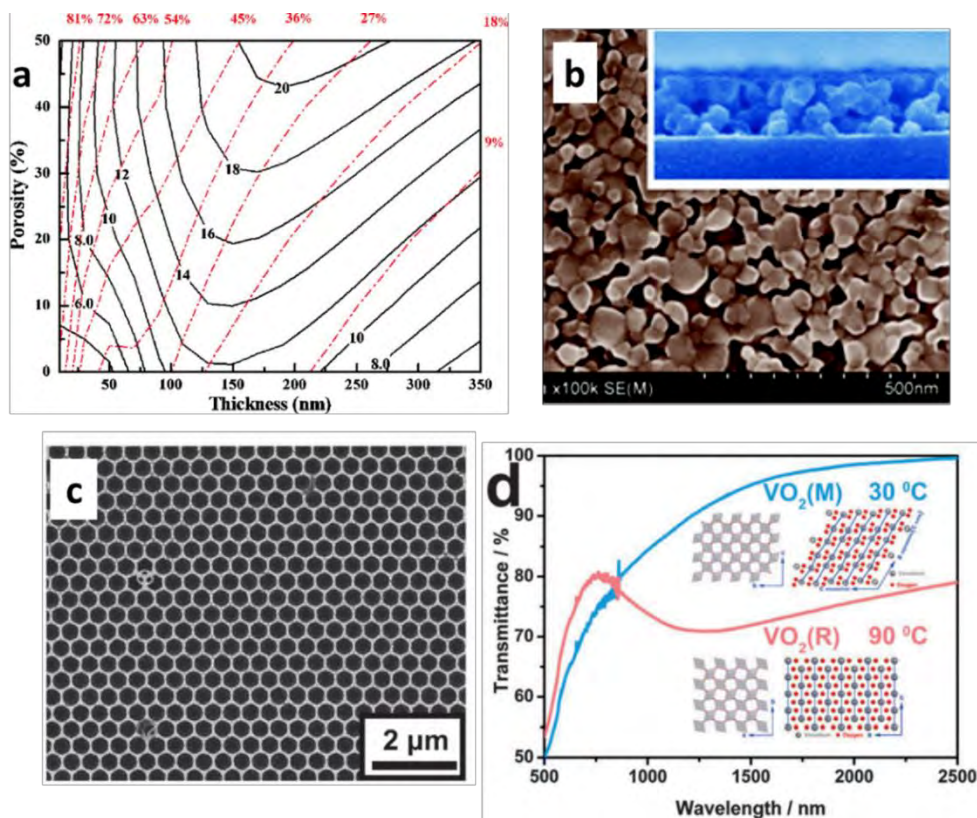 81% 72% 63% 54% 45% 36% 27% 18%
a
50
40
30
20
10
0
Porosity (%)
20
18
16
14
12
10
8.0
6.0
10
8.0
9%
50 100 150 200 250 300 350
Thickness (nm)
b
x100k SE(M) 500nm
c
2 µm
d
100
90
80
70
60
50
Transmittance / %
VO2(M) 30 ⁰C
VO2(R) 90 ⁰C
500 1000 1500 2000 2500
Wavelength / nm